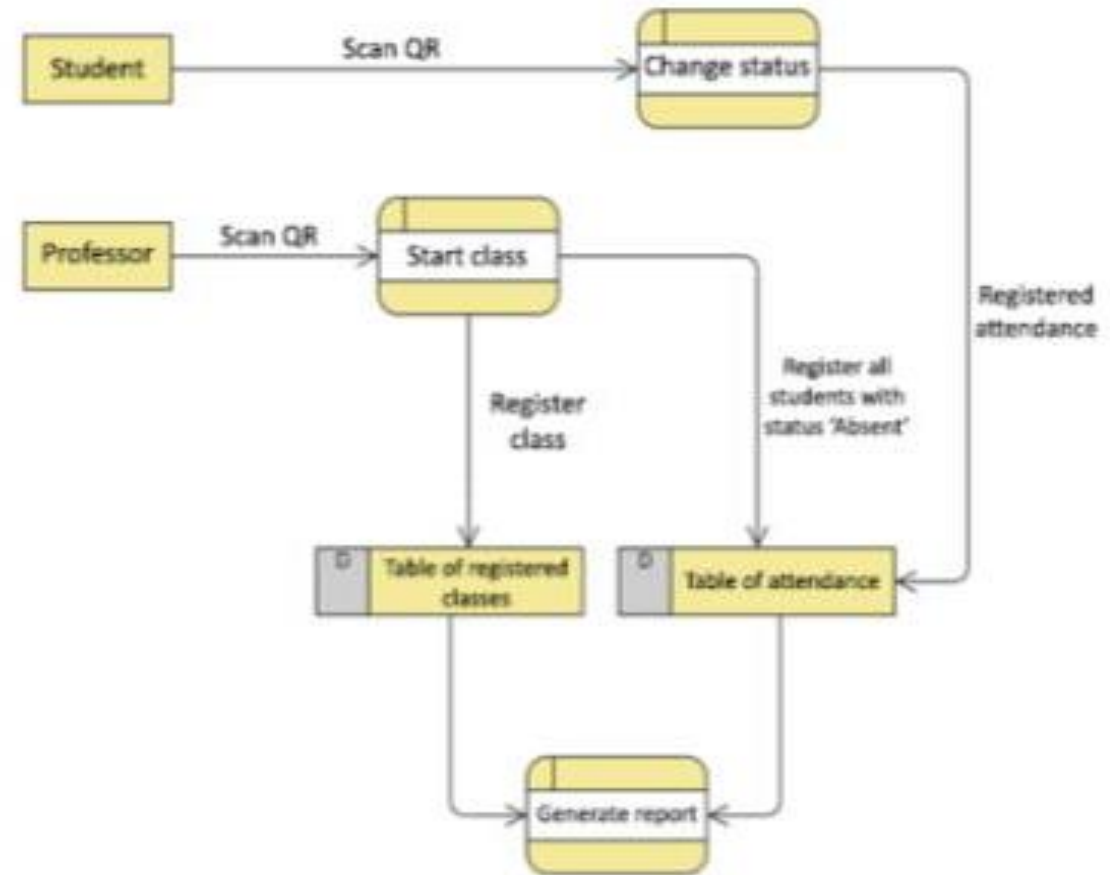 Student
Scan QR
Change status
Professor
Scan QR
Start class
Registered
attendance
Register all
students with
status 'Absent'
Register
class
D
Table of registered
classes
D
Table of attendance
Generate report